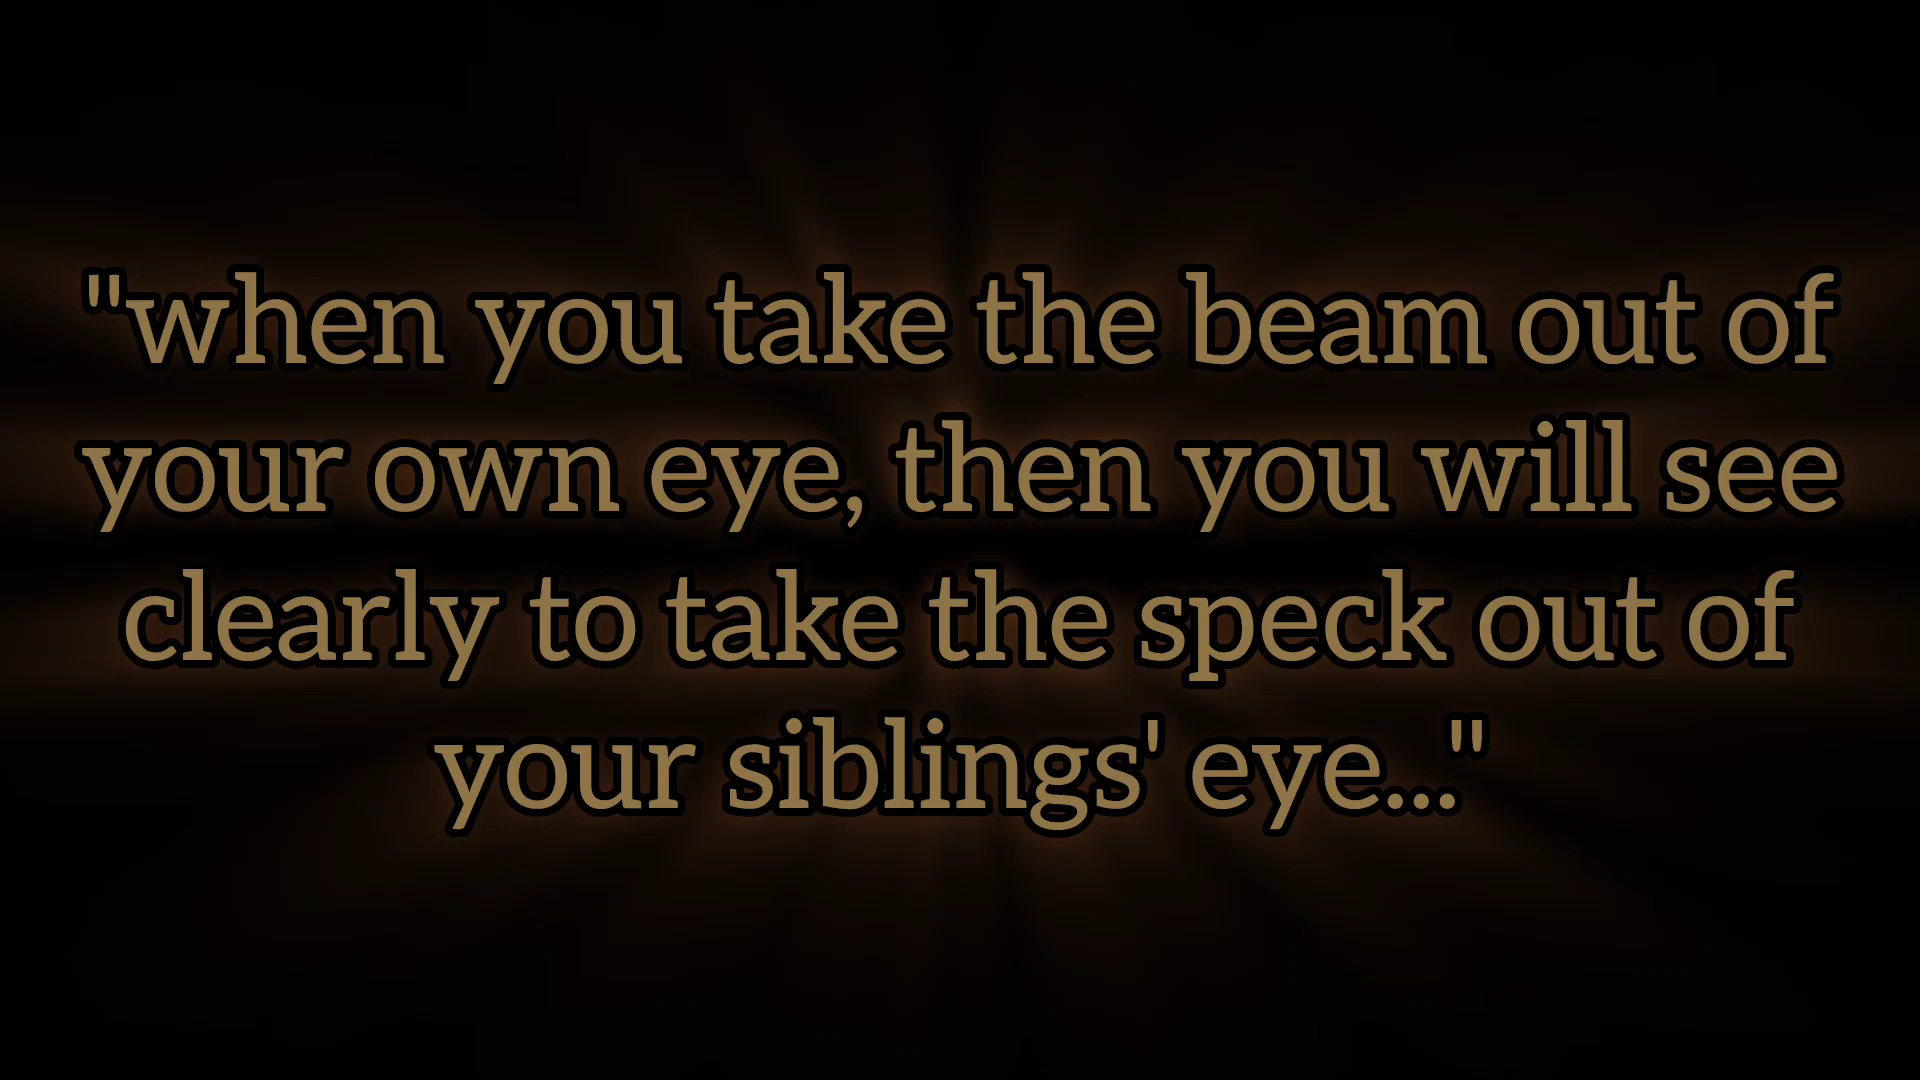 "when you take the beam out of
your own eye, then you will see
clearly to take the speck out of
your siblings' eye..."